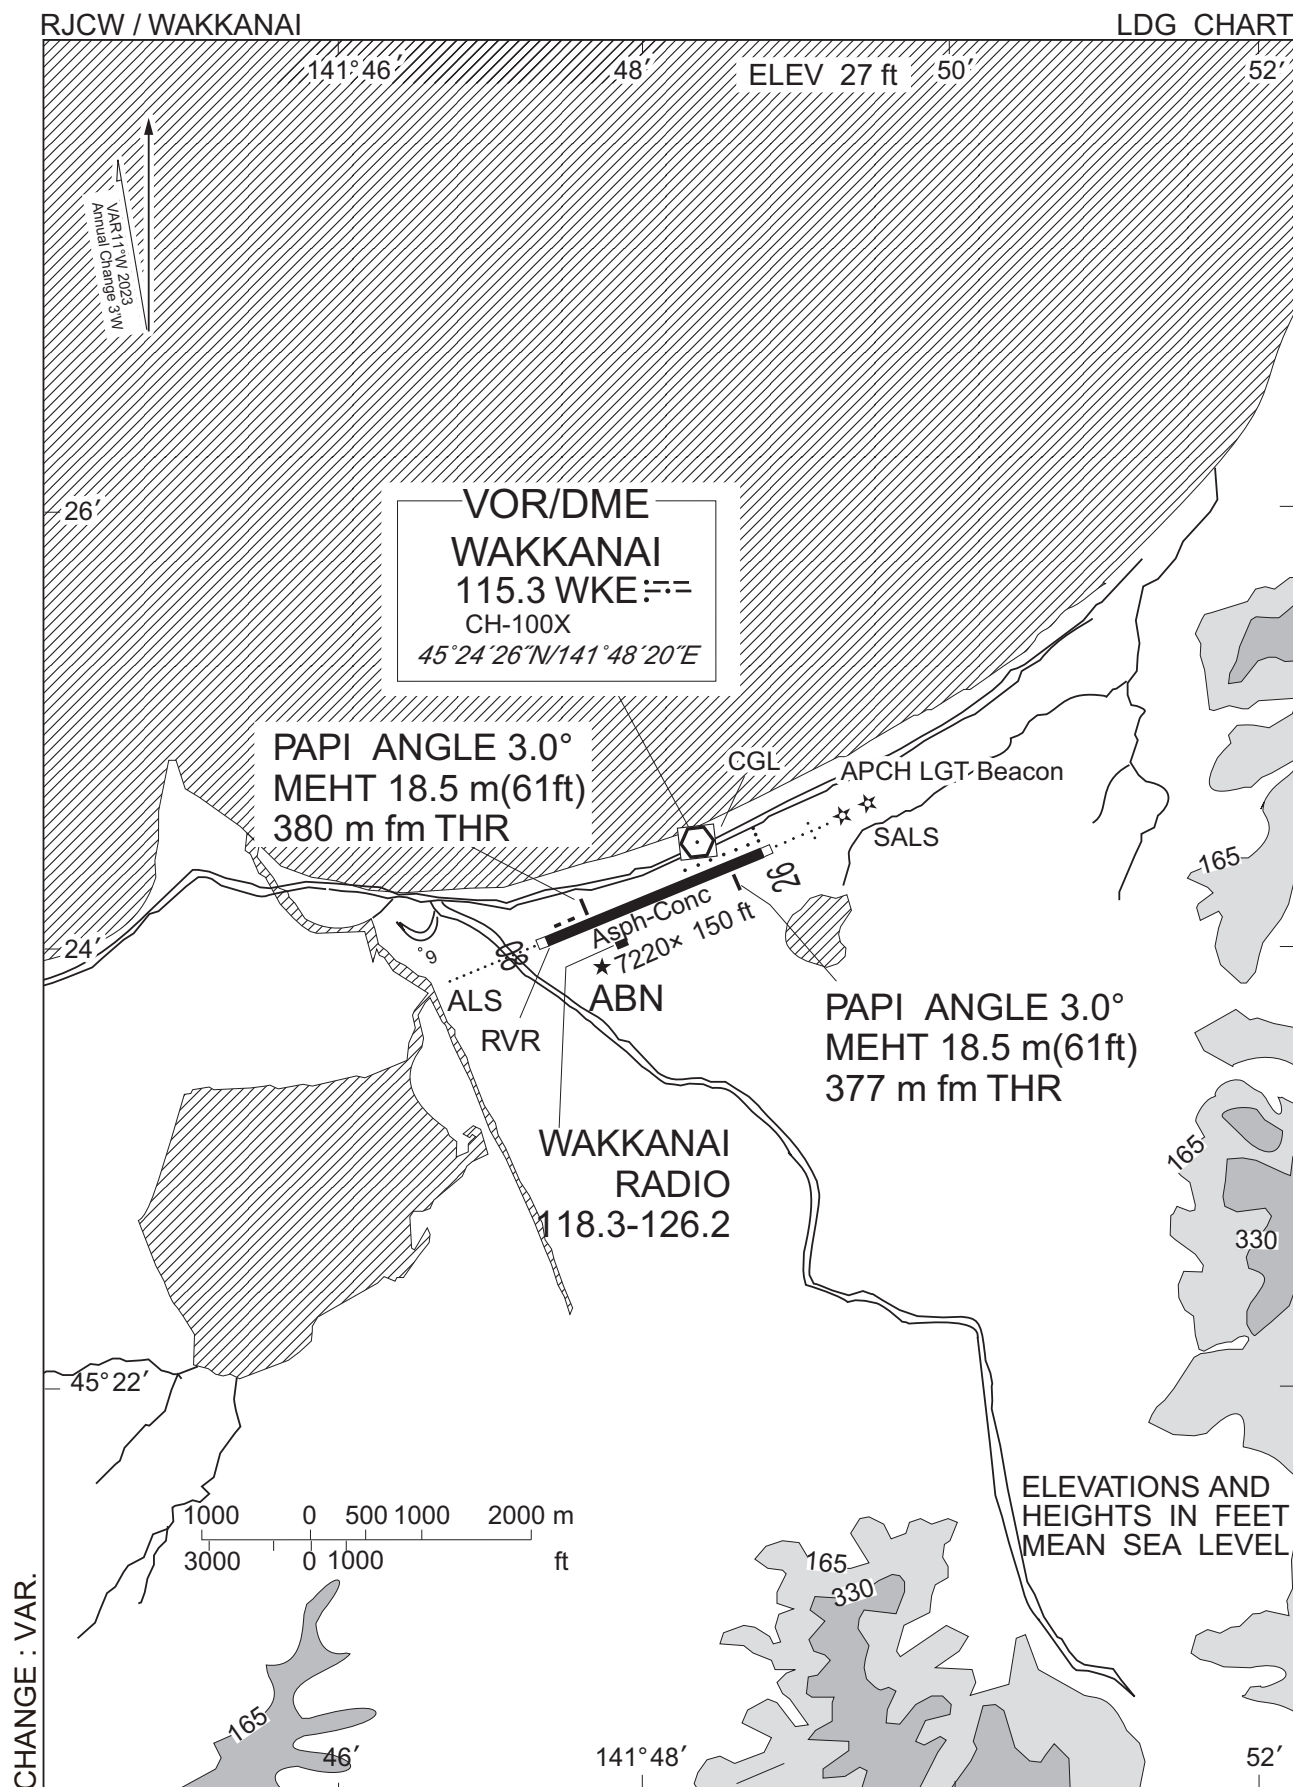 RJCW / WAKKANAI
LDG CHART
141°46′
48′
ELEV 27 ft
50′
52′
VAR11°W 2023
Annual Change 3'W
26′
VOR/DME
WAKKANAI
115.3 WKE
CH-100X
45°24′26″N/141°48′20″E
PAPI ANGLE 3.0°
MEHT 18.5 m(61ft)
380 m fm THR
CGL
APCH LGT Beacon
SALS
165
26
Asph-Conc
7220× 150 ft
24′
9
08
ALS
ABN
RVR
PAPI ANGLE 3.0°
MEHT 18.5 m(61ft)
377 m fm THR
WAKKANAI
RADIO
118.3-126.2
165
330
45°22′
ELEVATIONS AND
HEIGHTS IN FEET
MEAN SEA LEVEL
1000 0 500 1000 2000 m
3000 0 1000 ft
165
330
165
CHANGE : VAR.
46′
141°48′
52′